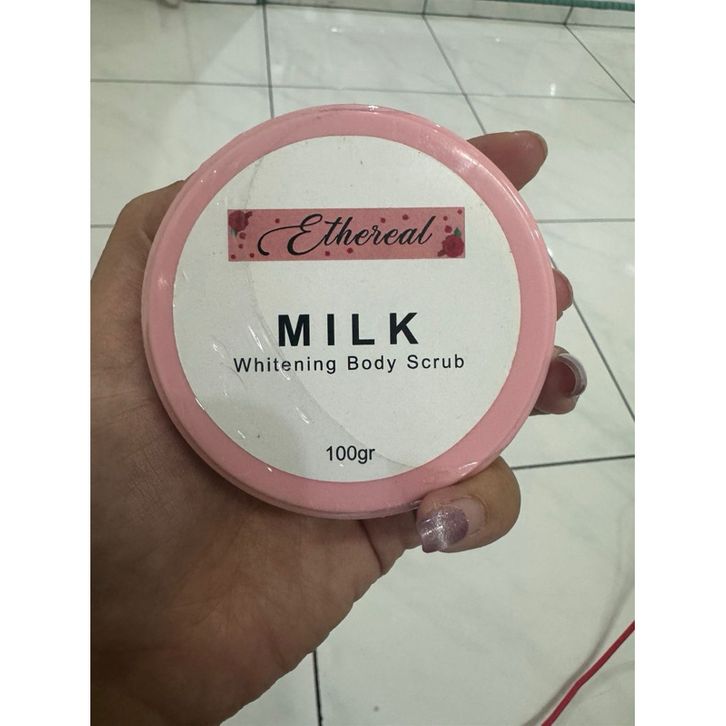 Ethereal
MILK
Whitening Body Scrub
100gr